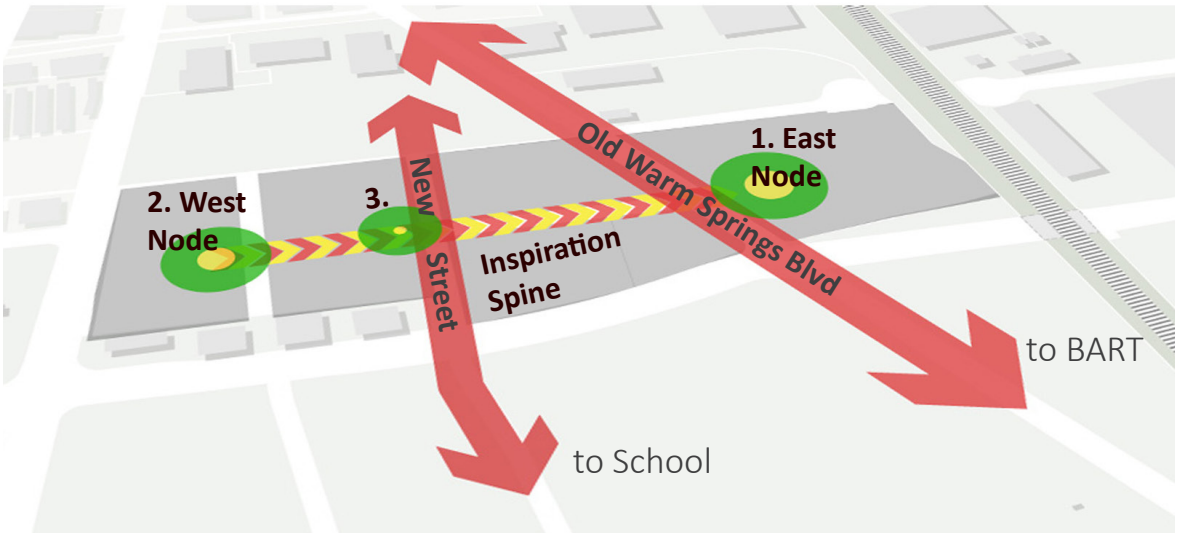 1. East
Node
Old Warm Springs Blvd
2. West
Node
3.
New Street
Inspiration
Spine
to BART
to School